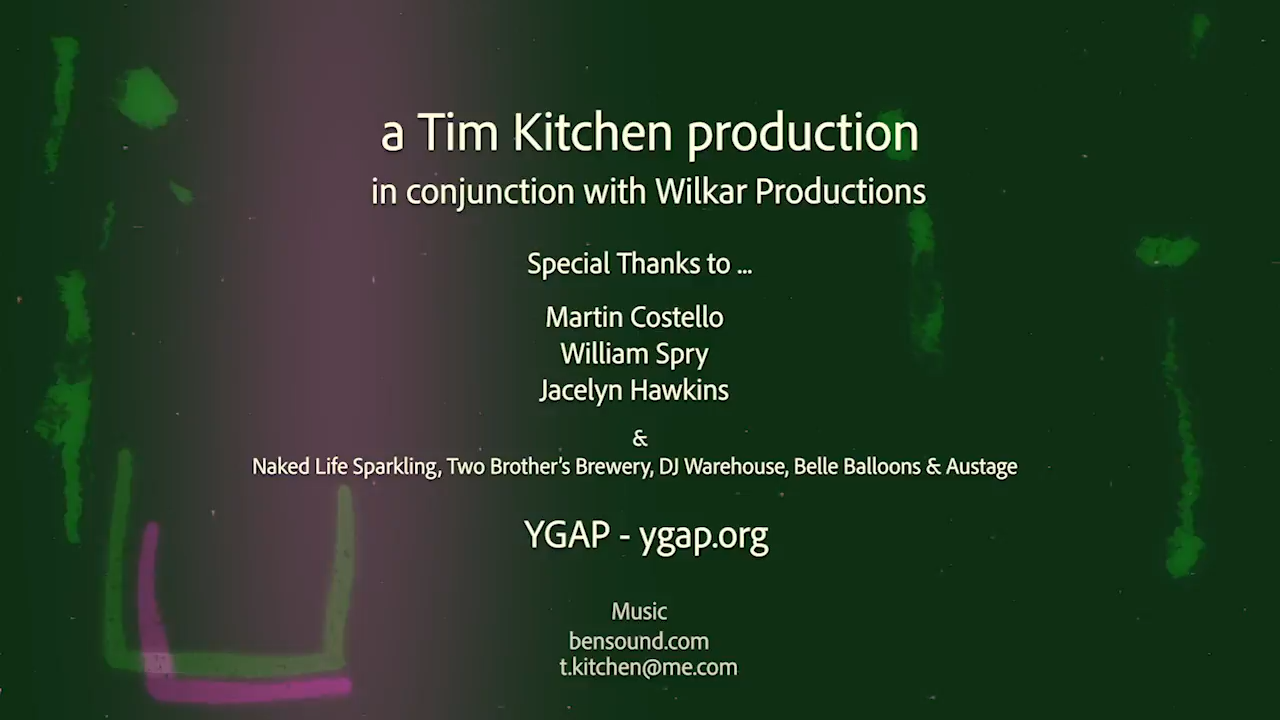 a Tim Kitchen production
in conjunction with Wilkar Productions
Special Thanks to ...
Martin Costello
William Spry
Jacelyn Hawkins
&
Naked Life Sparkling, Two Brother's Brewery, DJ Warehouse, Belle Balloons & Austage
YGAP - ygap.org
Music
bensound.com
t.kitchen@me.com